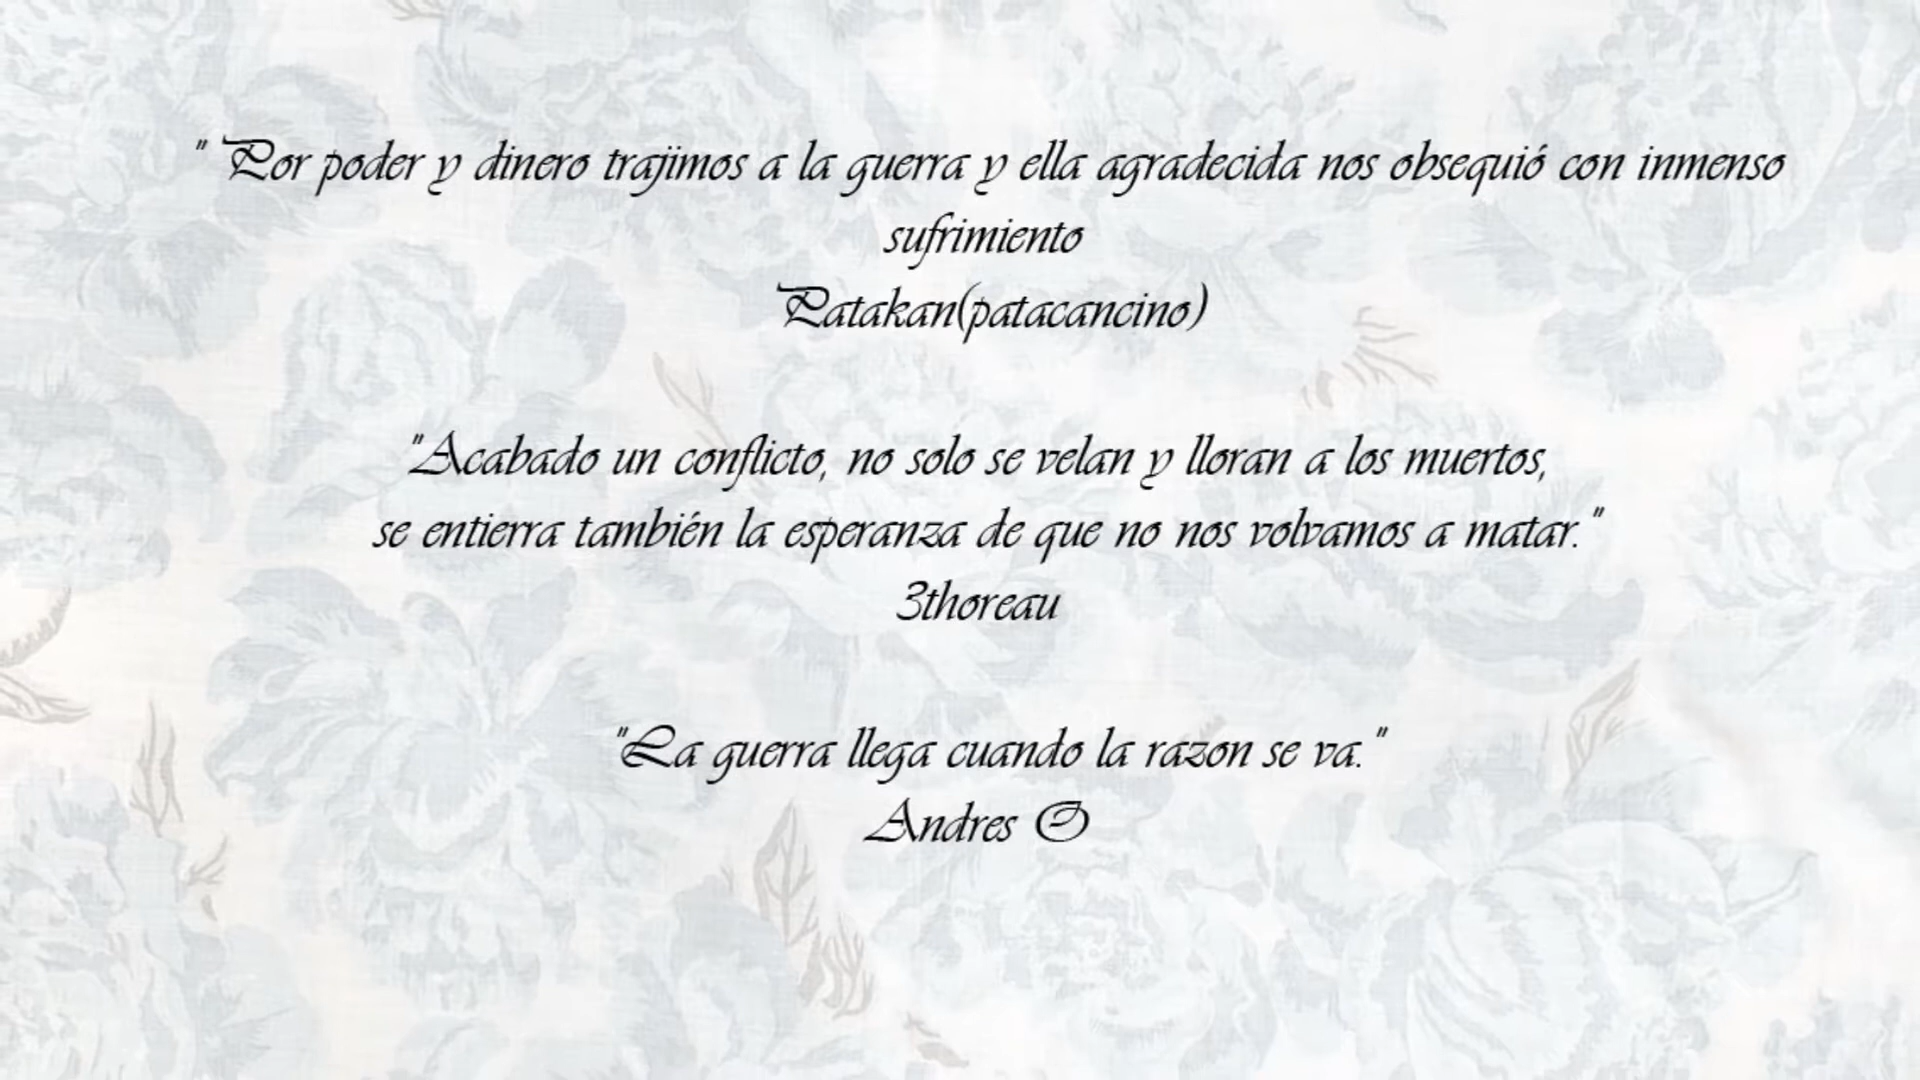 " Por poder y dinero trajimos a la guerra y ella agradecida nos obsequió con inmenso
sufrimiento
Patakan(patacancino)
"Acabado un conflicto, no solo se velan y lloran a los muertos,
se entierra también la esperanza de que no nos volvamos a matar."
3thoreau
"La guerra llega cuando la razon se va."
Andres O